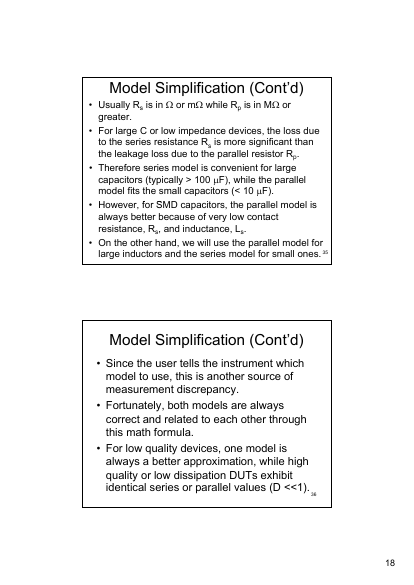 Model Simplification (Cont'd)
• Usually Rs is in Ω or mΩ while Rp is in MΩ or
greater.
• For large C or low impedance devices, the loss due
to the series resistance Rs is more significant than
the leakage loss due to the parallel resistor Rp.
• Therefore series model is convenient for large
capacitors (typically > 100 μF), while the parallel
model fits the small capacitors (< 10 μF).
• However, for SMD capacitors, the parallel model is
always better because of very low contact
resistance, Rs, and inductance, Ls.
• On the other hand, we will use the parallel model for
large inductors and the series model for small ones.
35
Model Simplification (Cont'd)
• Since the user tells the instrument which
model to use, this is another source of
measurement discrepancy.
• Fortunately, both models are always
correct and related to each other through
this math formula.
• For low quality devices, one model is
always a better approximation, while high
quality or low dissipation DUTs exhibit
identical series or parallel values (D <<1).
36
18